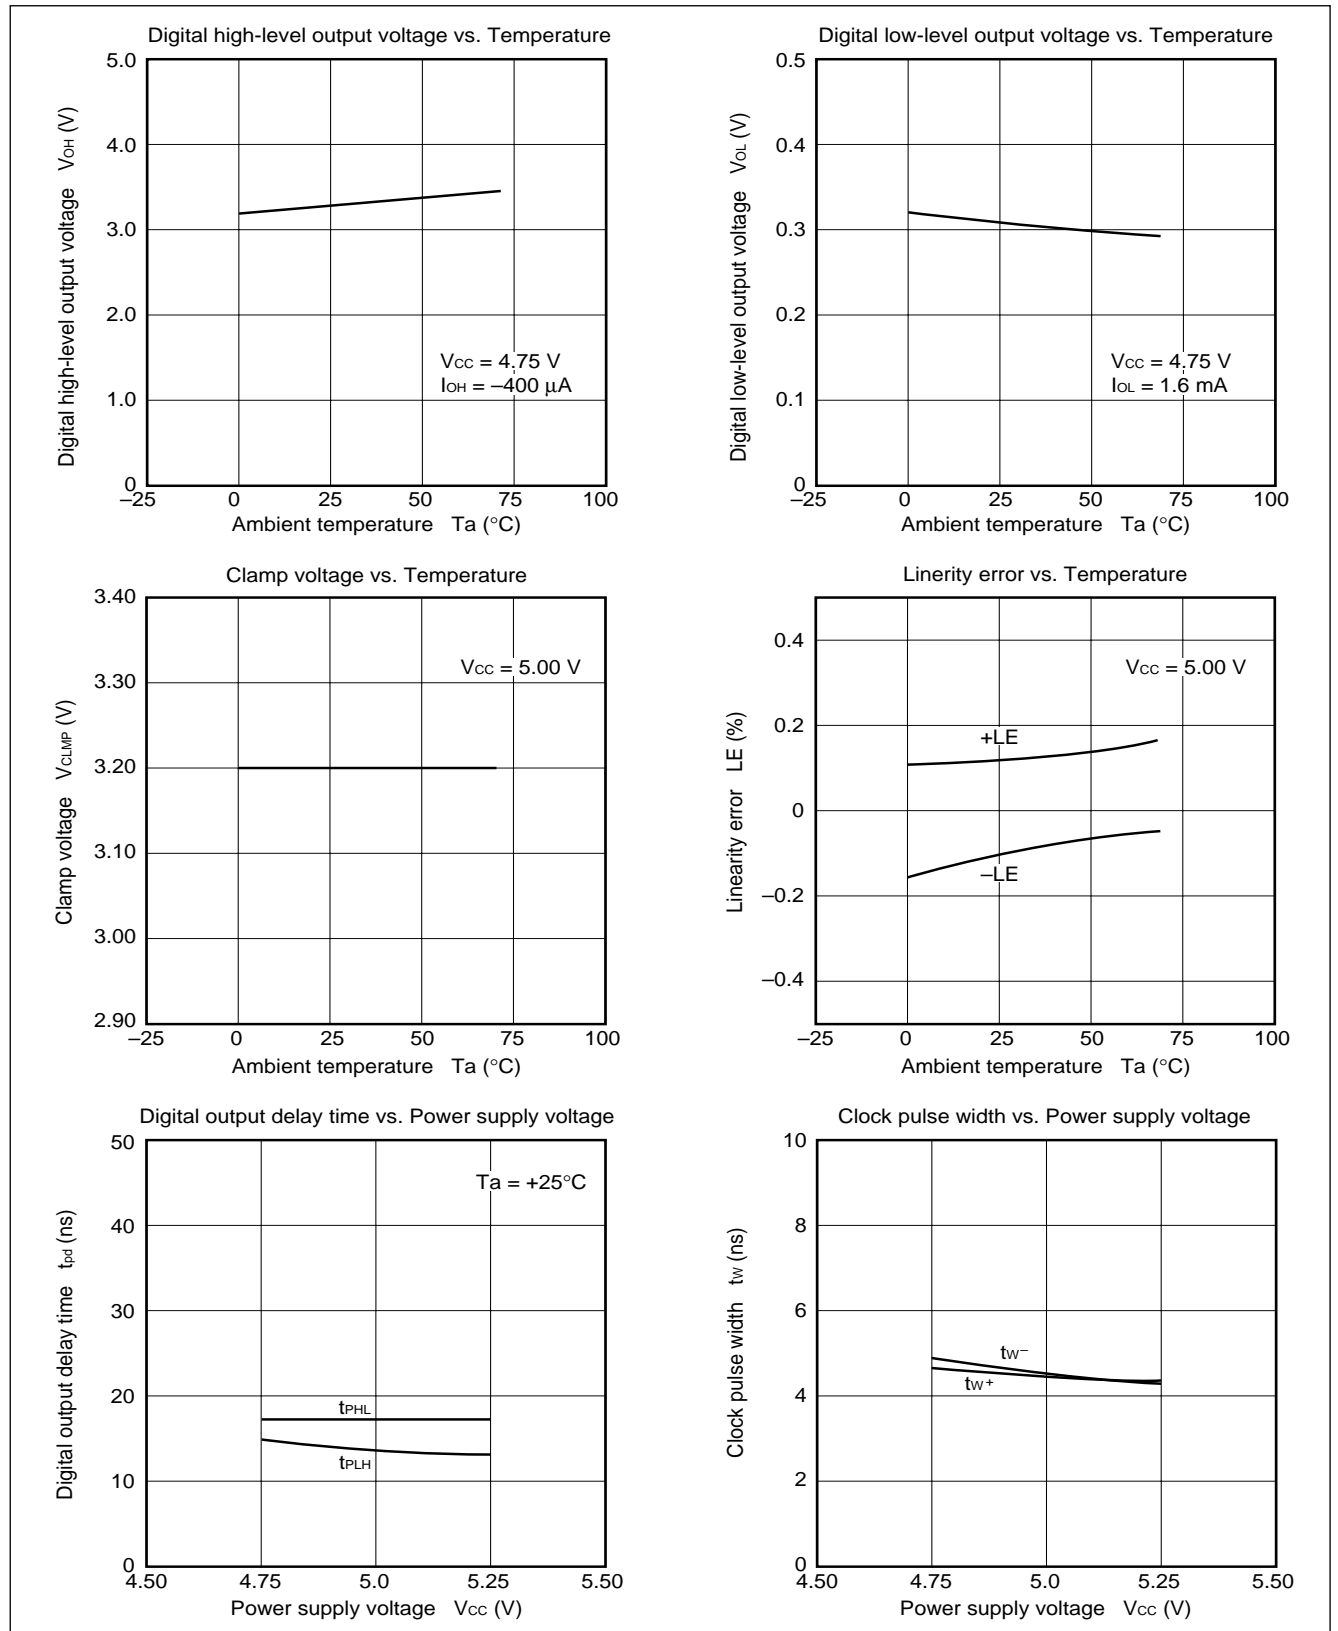 Digital high-level output voltage vs. Temperature
5.0
4.0
3.0
2.0
1.0
0
Digital high-level output voltage VOH (V)
VCC = 4.75 V
IOH = –400 µA
–25 0 25 50 75 100
Ambient temperature Ta (°C)
Digital low-level output voltage vs. Temperature
0.5
0.4
0.3
0.2
0.1
0
Digital low-level output voltage VOL (V)
VCC = 4.75 V
IOL = 1.6 mA
–25 0 25 50 75 100
Ambient temperature Ta (°C)
Clamp voltage vs. Temperature
3.40
3.30
3.20
3.10
3.00
2.90
Clamp voltage VCLMP (V)
VCC = 5.00 V
–25 0 25 50 75 100
Ambient temperature Ta (°C)
Linerity error vs. Temperature
0.4
0.2
0
–0.2
–0.4
Linearity error LE (%)
VCC = 5.00 V
+LE
–LE
–25 0 25 50 75 100
Ambient temperature Ta (°C)
Digital output delay time vs. Power supply voltage
50
40
30
20
10
0
Digital output delay time tpd (ns)
Ta = +25°C
tPHL
tPLH
4.50 4.75 5.0 5.25 5.50
Power supply voltage VCC (V)
Clock pulse width vs. Power supply voltage
10
8
6
4
2
0
Clock pulse width tW (ns)
tW–
tW+
4.50 4.75 5.0 5.25 5.50
Power supply voltage VCC (V)